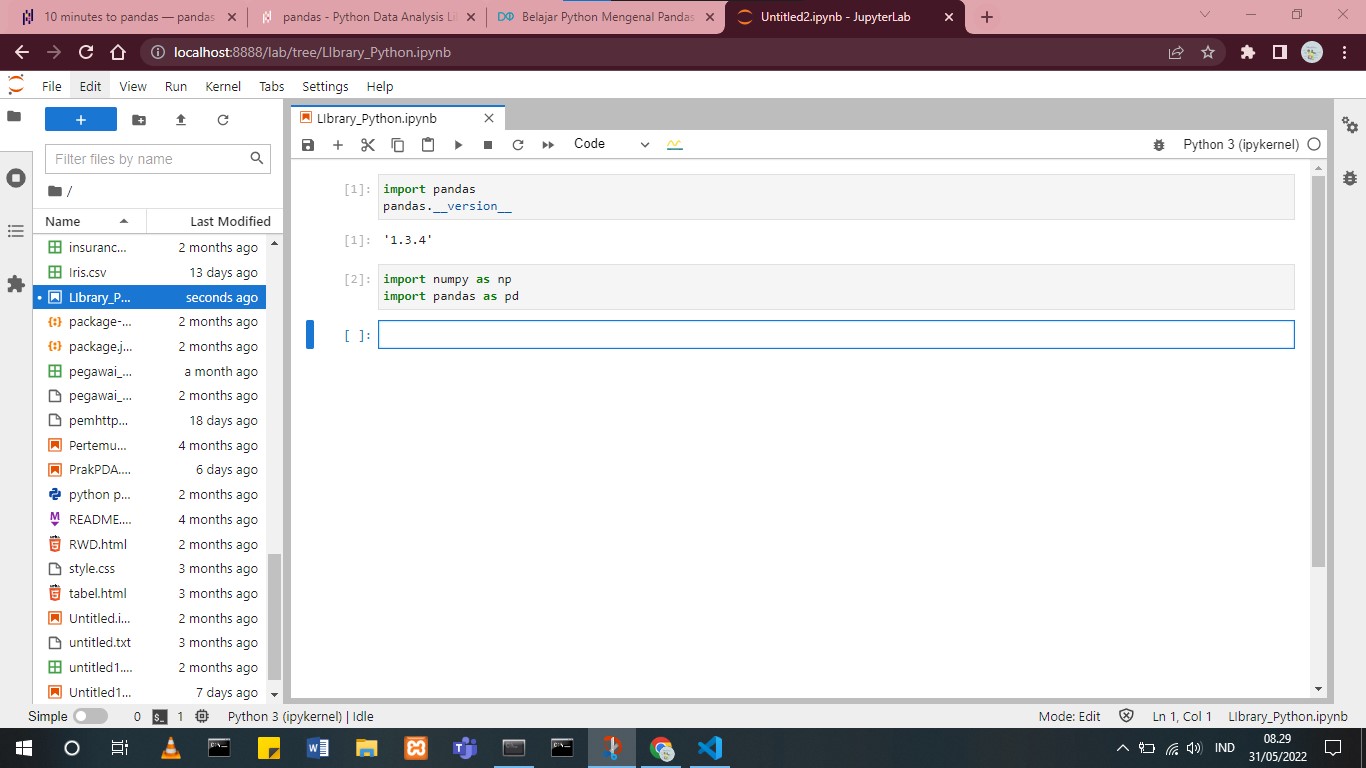 10 minutes to pandas — pandas
pandas - Python Data Analysis Li
Belajar Python Mengenal Pandas
Untitled2.ipynb - JupyterLab
localhost:8888/lab/tree/LIbrary_Python.ipynb
File Edit View Run Kernel Tabs Settings Help
LIbrary_Python.ipynb
Filter files by name
Code
Python 3 (ipykernel)
/
Name Last Modified
insuranc... 2 months ago
Iris.csv 13 days ago
LIbrary_P... seconds ago
package-... 2 months ago
package.j... 2 months ago
pegawai_... a month ago
pegawai_... 2 months ago
pemhttp... 18 days ago
Pertemu... 4 months ago
PrakPDA.... 6 days ago
python p... 2 months ago
README.... 4 months ago
RWD.html 2 months ago
style.css 3 months ago
tabel.html 3 months ago
Untitled.i... 2 months ago
untitled.txt 3 months ago
untitled1.... 2 months ago
Untitled1... 7 days ago
[1]: import pandas
pandas.__version__
[1]: '1.3.4'
[2]: import numpy as np
import pandas as pd
[ ]:
Simple 0 1 Python 3 (ipykernel) | Idle
Mode: Edit Ln 1, Col 1 LIbrary_Python.ipynb
IND
08.29
31/05/2022